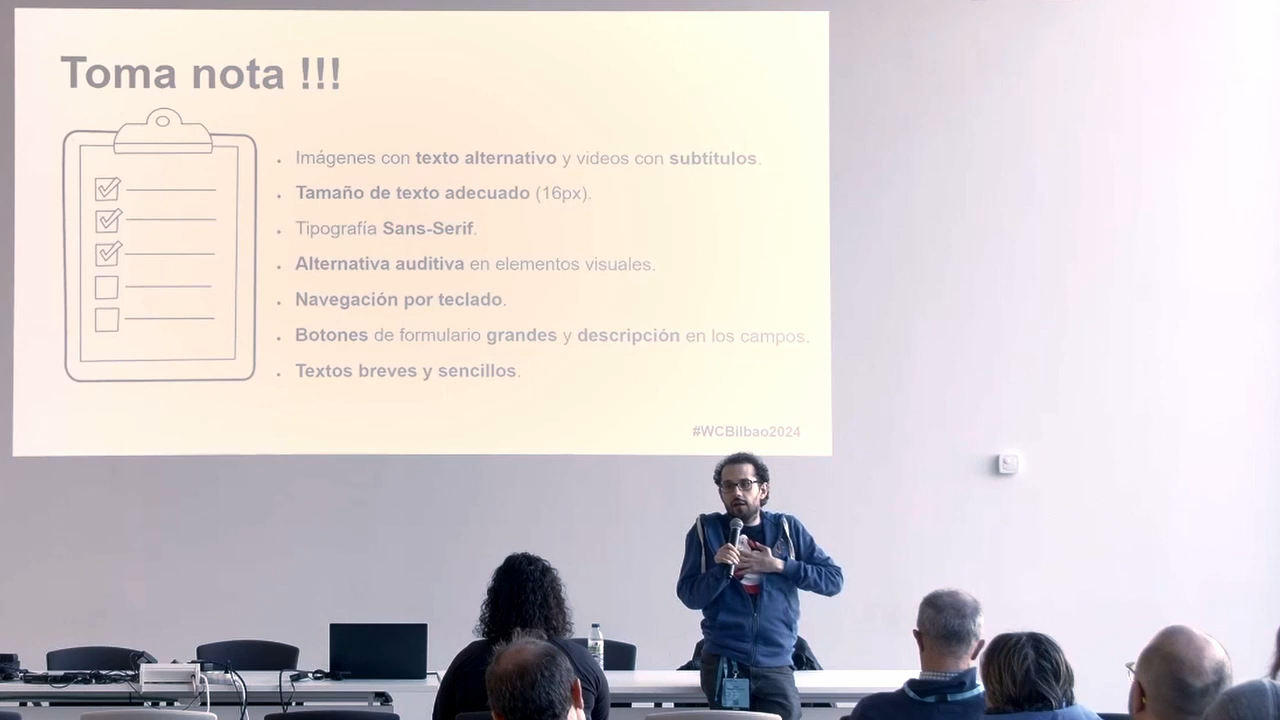 Toma nota !!!
Imágenes con texto alternativo y videos con subtitulos.
Tamaño de texto adecuado (16px).
Tipografía Sans-Serif.
Alternativa auditiva en elementos visuales.
Navegación por teclado.
Botones de formulario grandes y descripción en los campos.
Textos breves y sencillos.
#WCBilbao2024